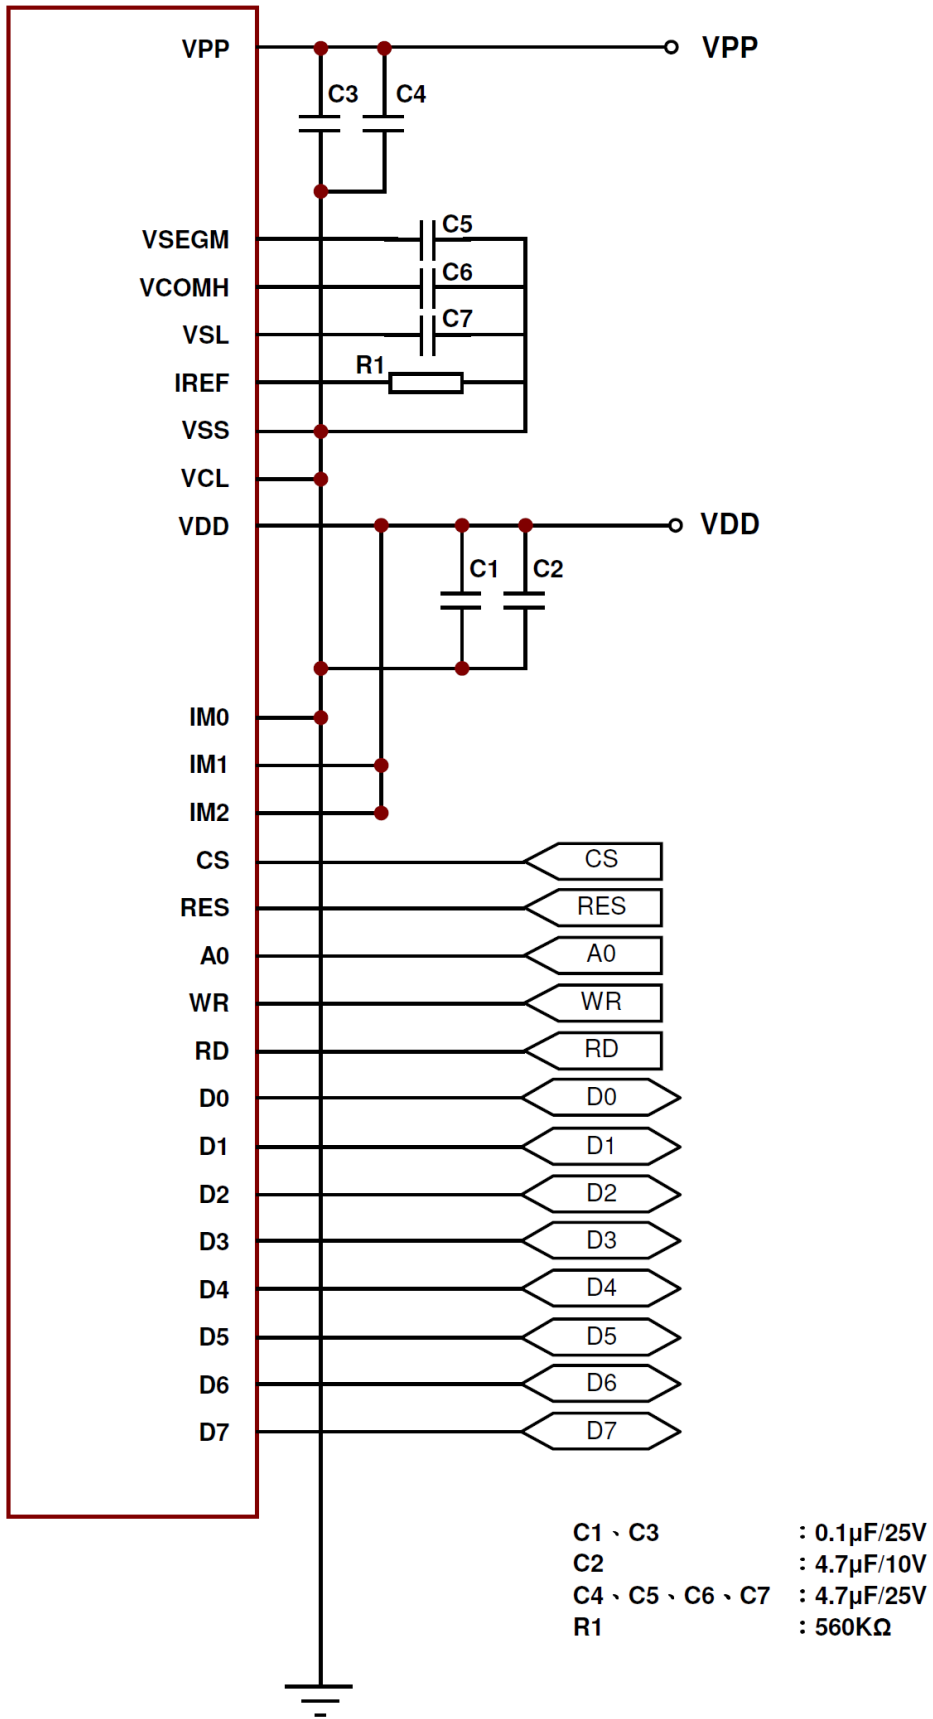 VPP VPP
C3 C4
VSEGM C5
VCOMH C6
VSL C7
IREF R1
VSS
VCL
VDD VDD
C1 C2
IM0
IM1
IM2
CS CS
RES RES
A0 A0
WR WR
RD RD
D0 D0
D1 D1
D2 D2
D3 D3
D4 D4
D5 D5
D6 D6
D7 D7
C1、C3 : 0.1μF/25V
C2 : 4.7μF/10V
C4、C5、C6、C7 : 4.7μF/25V
R1 : 560KΩ